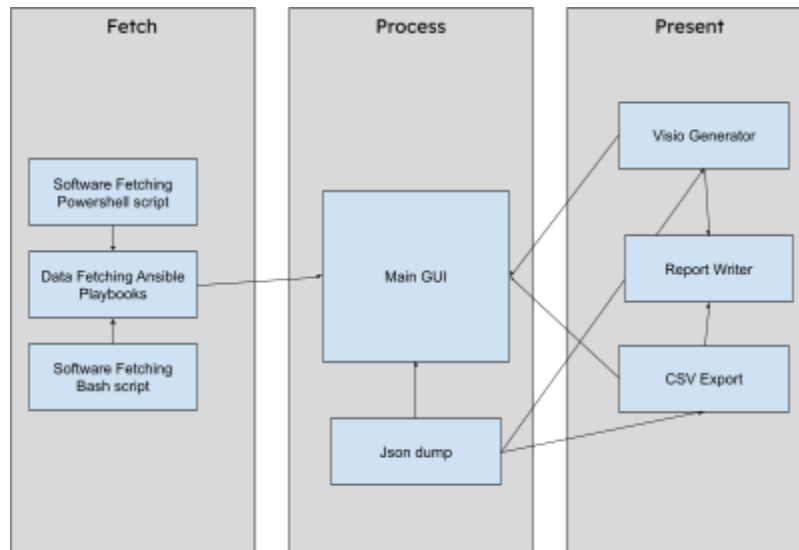 Fetch
Software Fetching
Powershell script
Data Fetching Ansible
Playbooks
Software Fetching
Bash script
Process
Main GUI
Json dump
Present
Visio Generator
Report Writer
CSV Export